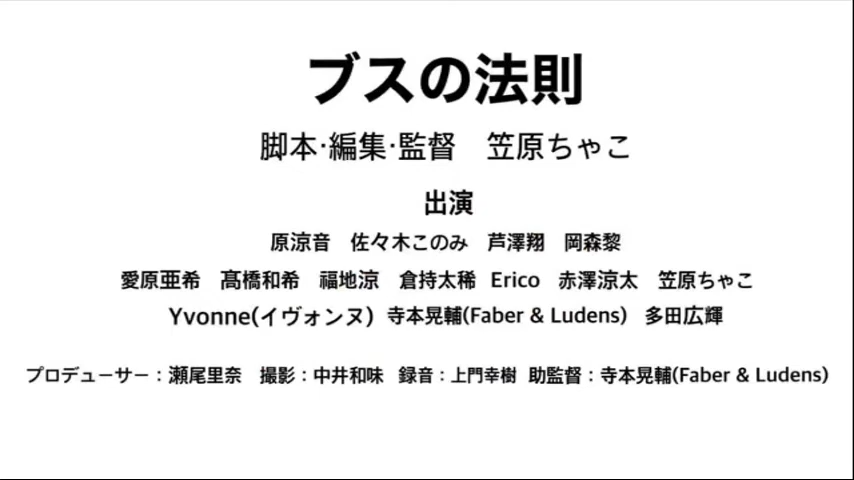 ブスの法則
脚本·編集·監督　笠原ちゃこ
出演
原涼音　佐々木このみ　芦澤翔　岡森黎
愛原亜希　髙橋和希　福地涼　倉持太稀　Erico　赤澤涼太　笠原ちゃこ
Yvonne(イヴォンヌ)　寺本晃輔(Faber & Ludens)　多田広輝
プロデューサー：瀬尾里奈　撮影：中井和味　録音：上門幸樹　助監督：寺本晃輔(Faber & Ludens)